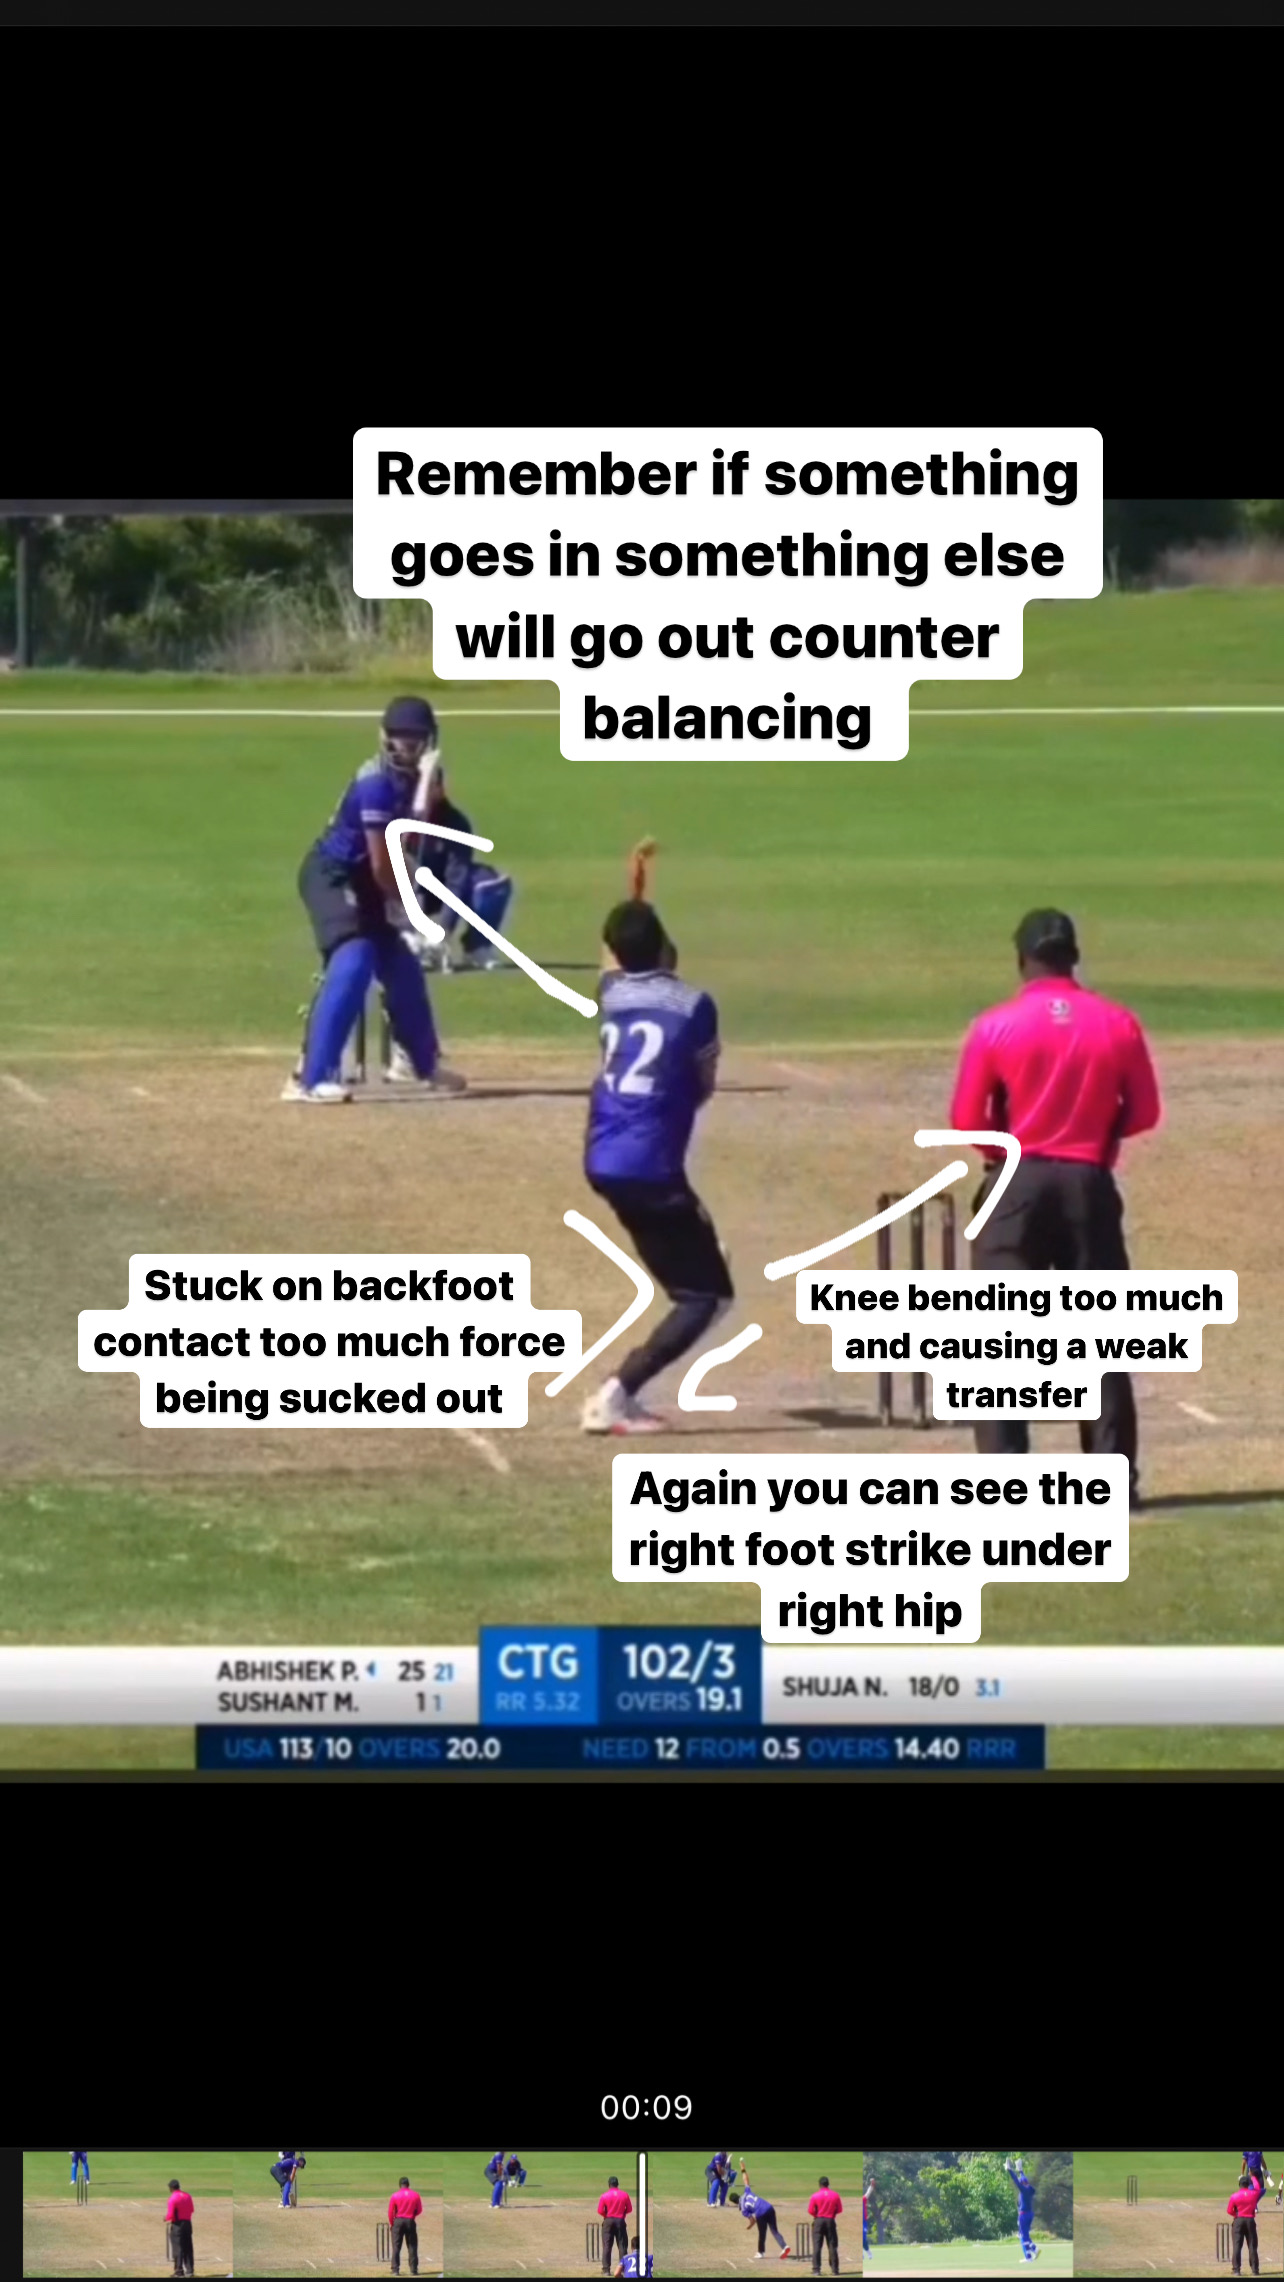 Remember if something
goes in something else
will go out counter
balancing
22
Stuck on backfoot
contact too much force
being sucked out
Knee bending too much
and causing a weak
transfer
Again you can see the
right foot strike under
right hip
ABHISHEK P. 25 21
SUSHANT M. 1 1
CTG
RR 5.32
102/3
OVERS 19.1
SHUJA N. 18/0 3.1
USA 113/10 OVERS 20.0 NEED 12 FROM 0.5 OVERS 14.40 RRR
00:09